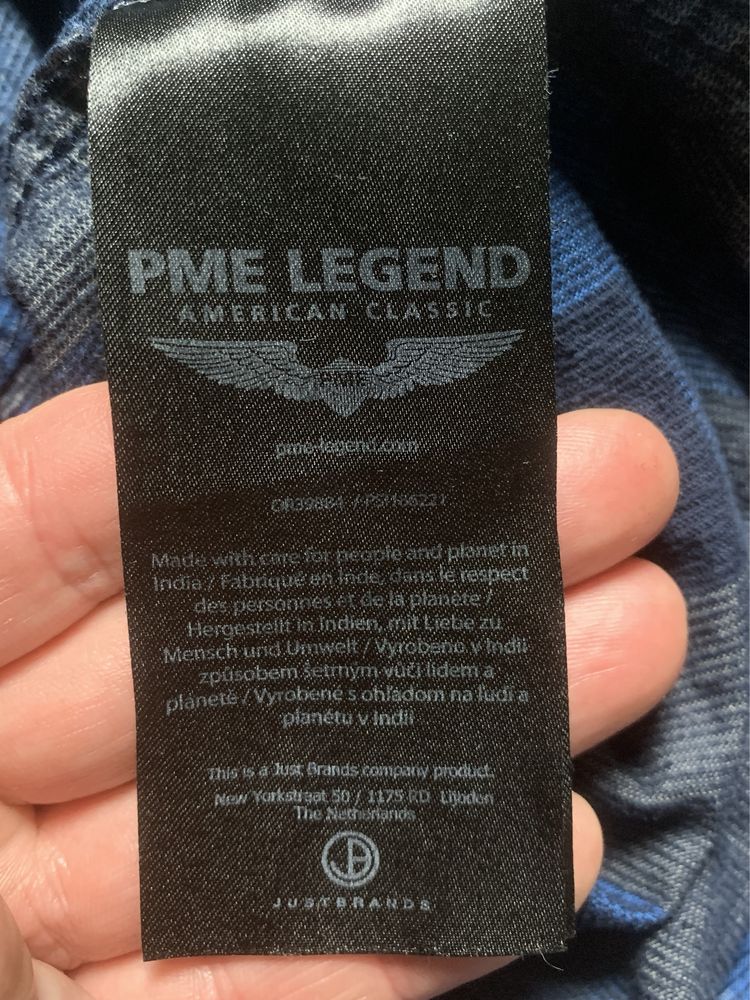 PME LEGEND
AMERICAN CLASSIC
PME
pme-legend.com
OR39884 / PSI166221
Made with care for people and planet in
India / Fabriqué en Inde, dans le respect
des personnes et de la planète /
Hergestellt in Indien, mit Liebe zu
Mensch und Umwelt / Vyrobeno v Indii
způsobem šetrným vůči lidem a
planetě / Vyrobené s ohľadom na ľudí a
planétu v Indii
This is a Just Brands company product.
New Yorkstraat 50 / 1175 RD Lijnden
The Netherlands
JB
JUSTBRANDS